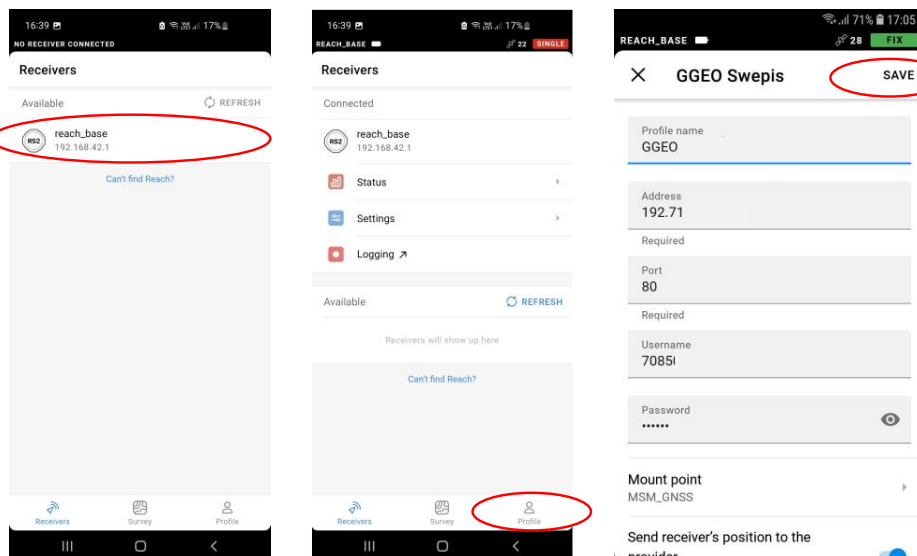 16:39
17%
NO RECEIVER CONNECTED
Receivers
Available
REFRESH
RS2
reach_base
192.168.42.1
Can't find Reach?
Receivers
Survey
Profile
16:39
17%
REACH_BASE
22 SINGLE
Receivers
Connected
RS2
reach_base
192.168.42.1
Status
Settings
Logging
Available
REFRESH
Receivers will show up here
Can't find Reach?
Receivers
Survey
Profile
71% 17:05
REACH_BASE
28 FIX
GGEO Swepis
SAVE
Profile name
GGEO
Address
192.71
Required
Port
80
Required
Username
7085
Password
••••••
Mount point
MSM_GNSS
Send receiver's position to the
provider